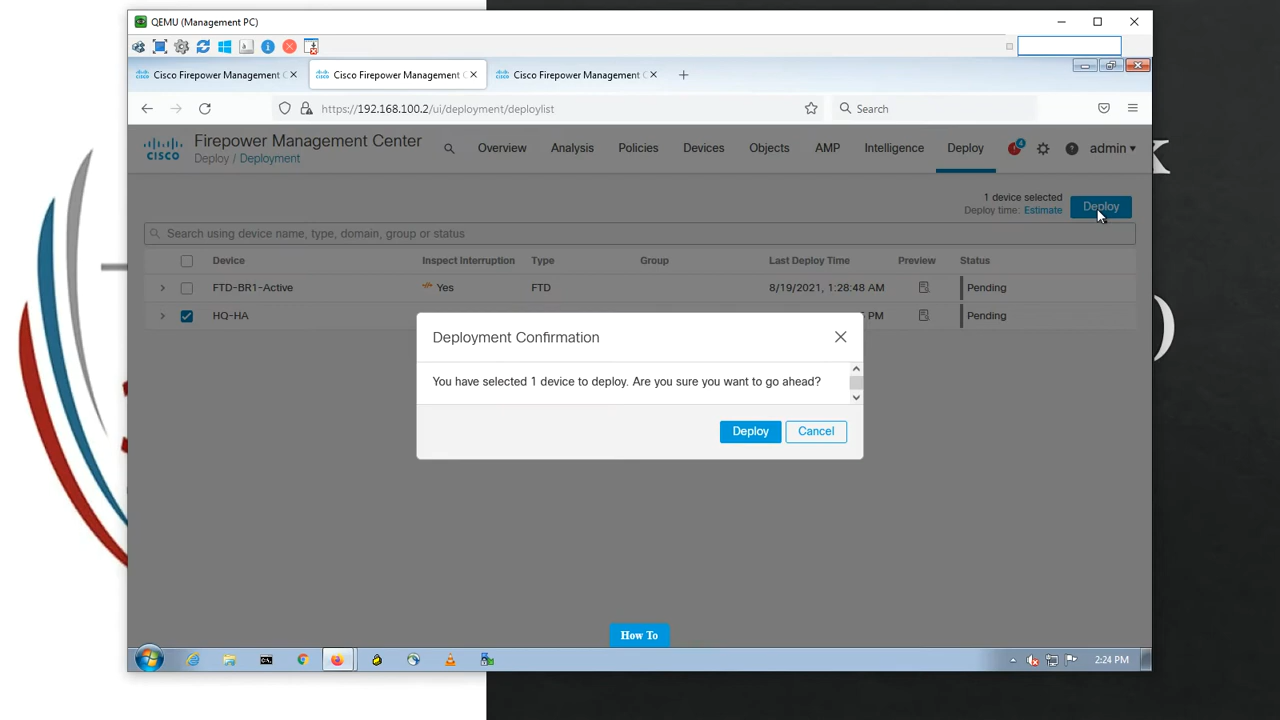 QEMU (Management PC)
Cisco Firepower Management C
Cisco Firepower Management C
Cisco Firepower Management C
https://192.168.100.2/ui/deployment/deploylist
Search
CISCO
Firepower Management Center
Deploy / Deployment
Overview
Analysis
Policies
Devices
Objects
AMP
Intelligence
Deploy
4
admin
1 device selected
Deploy time: Estimate
Deploy
Search using device name, type, domain, group or status
Device
Inspect Interruption
Type
Group
Last Deploy Time
Preview
Status
FTD-BR1-Active
Yes
FTD
8/19/2021, 1:28:48 AM
Pending
HQ-HA
PM
Pending
Deployment Confirmation
You have selected 1 device to deploy. Are you sure you want to go ahead?
Deploy
Cancel
How To
2:24 PM